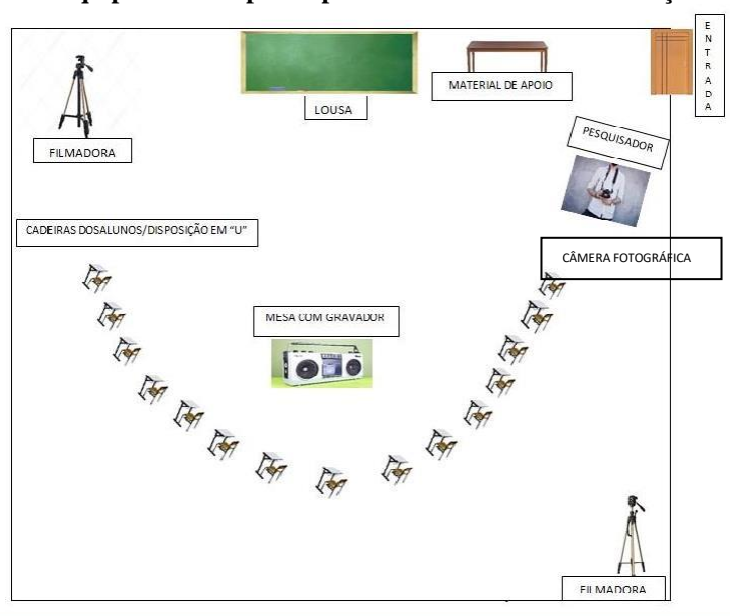 E
N
T
R
A
D
A
MATERIAL DE APOIO
LOUSA
PESQUISADOR
FILMADORA
CADEIRAS DOSALUNOS/DISPOSIÇÃO EM “U”
CÂMERA FOTOGRÁFICA
MESA COM GRAVADOR
FILMADORA